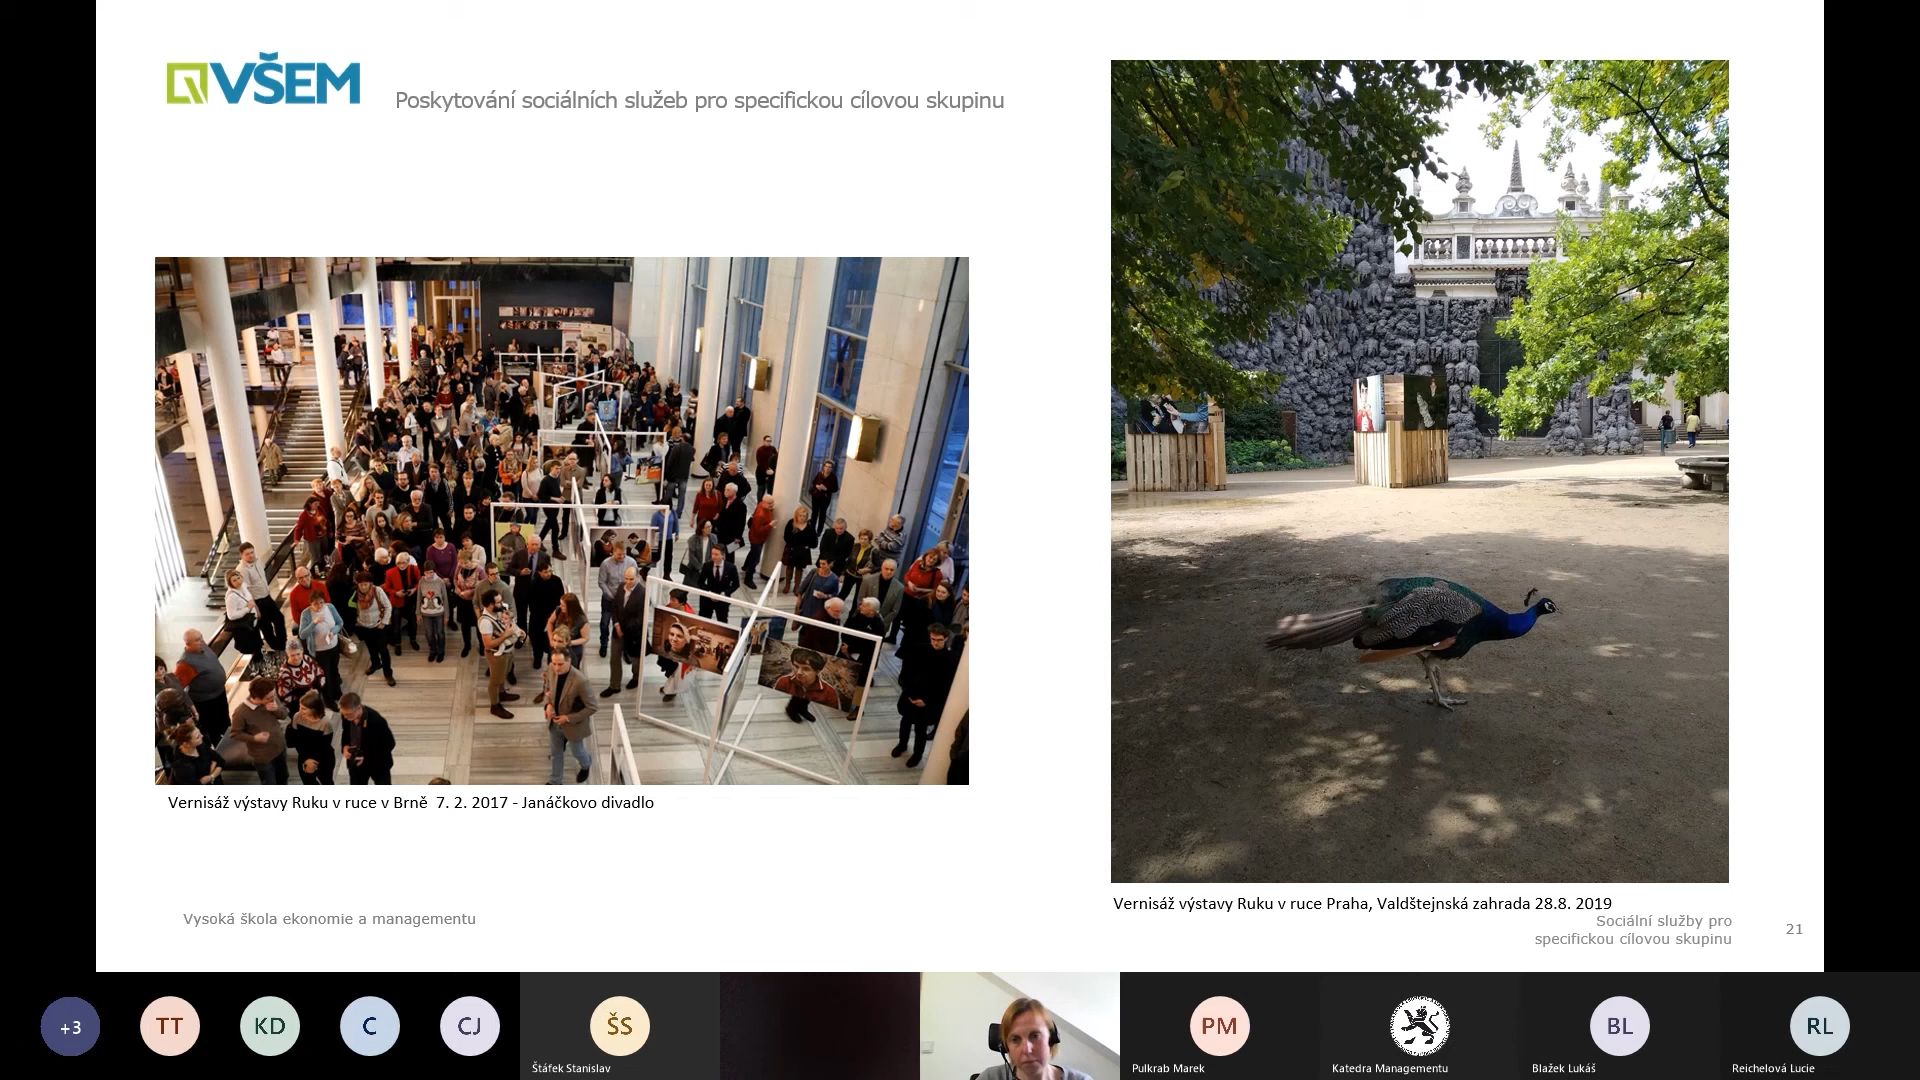 VŠEM
Poskytování sociálních služeb pro specifickou cílovou skupinu
Vernisáž výstavy Ruku v ruce v Brně  7. 2. 2017 - Janáčkovo divadlo
Vernisáž výstavy Ruku v ruce Praha, Valdštejnská zahrada 28.8. 2019
Vysoká škola ekonomie a managementu
Sociální služby pro
specifickou cílovou skupinu
21
+3
TT
KD
C
CJ
ŠS
Štáfek Stanislav
PM
Pulkrab Marek
Katedra Managementu
BL
Blažek Lukáš
RL
Reichelová Lucie